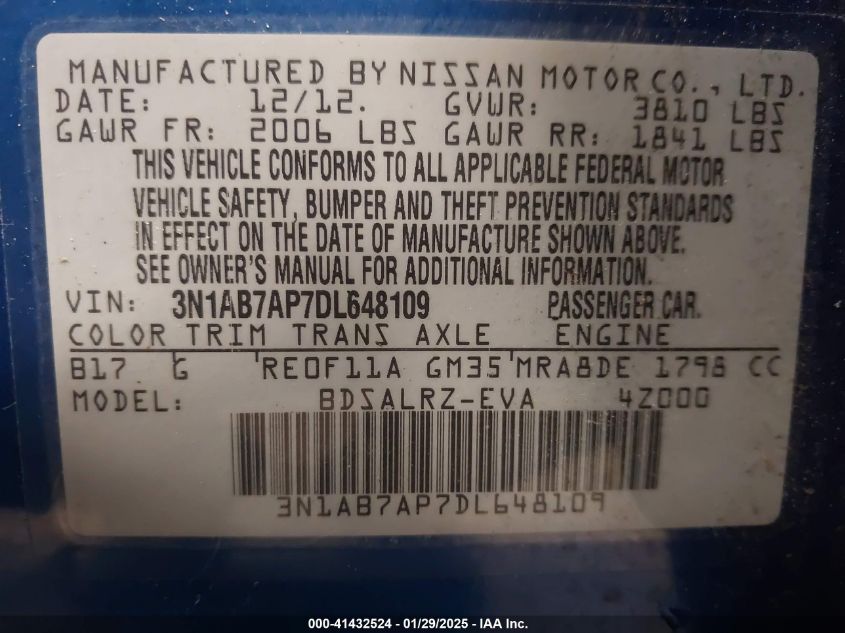 MANUFACTURED BY NISSAN MOTOR CO., LTD.
DATE: 12/12. GVWR: 3810 LBS
GAWR FR: 2006 LBS GAWR RR: 1841 LBS
THIS VEHICLE CONFORMS TO ALL APPLICABLE FEDERAL MOTOR
VEHICLE SAFETY, BUMPER AND THEFT PREVENTION STANDARDS
IN EFFECT ON THE DATE OF MANUFACTURE SHOWN ABOVE.
SEE OWNER'S MANUAL FOR ADDITIONAL INFORMATION.
VIN: 3N1AB7AP7DL648109 PASSENGER CAR.
COLOR TRIM TRANS AXLE ENGINE
B17 G RE0F11A GM35 MRA8DE 1798 CC
MODEL: BDSALRZ-EVA 4Z000
3N1AB7AP7DL648109
000-41432524 - 01/29/2025 - IAA Inc.